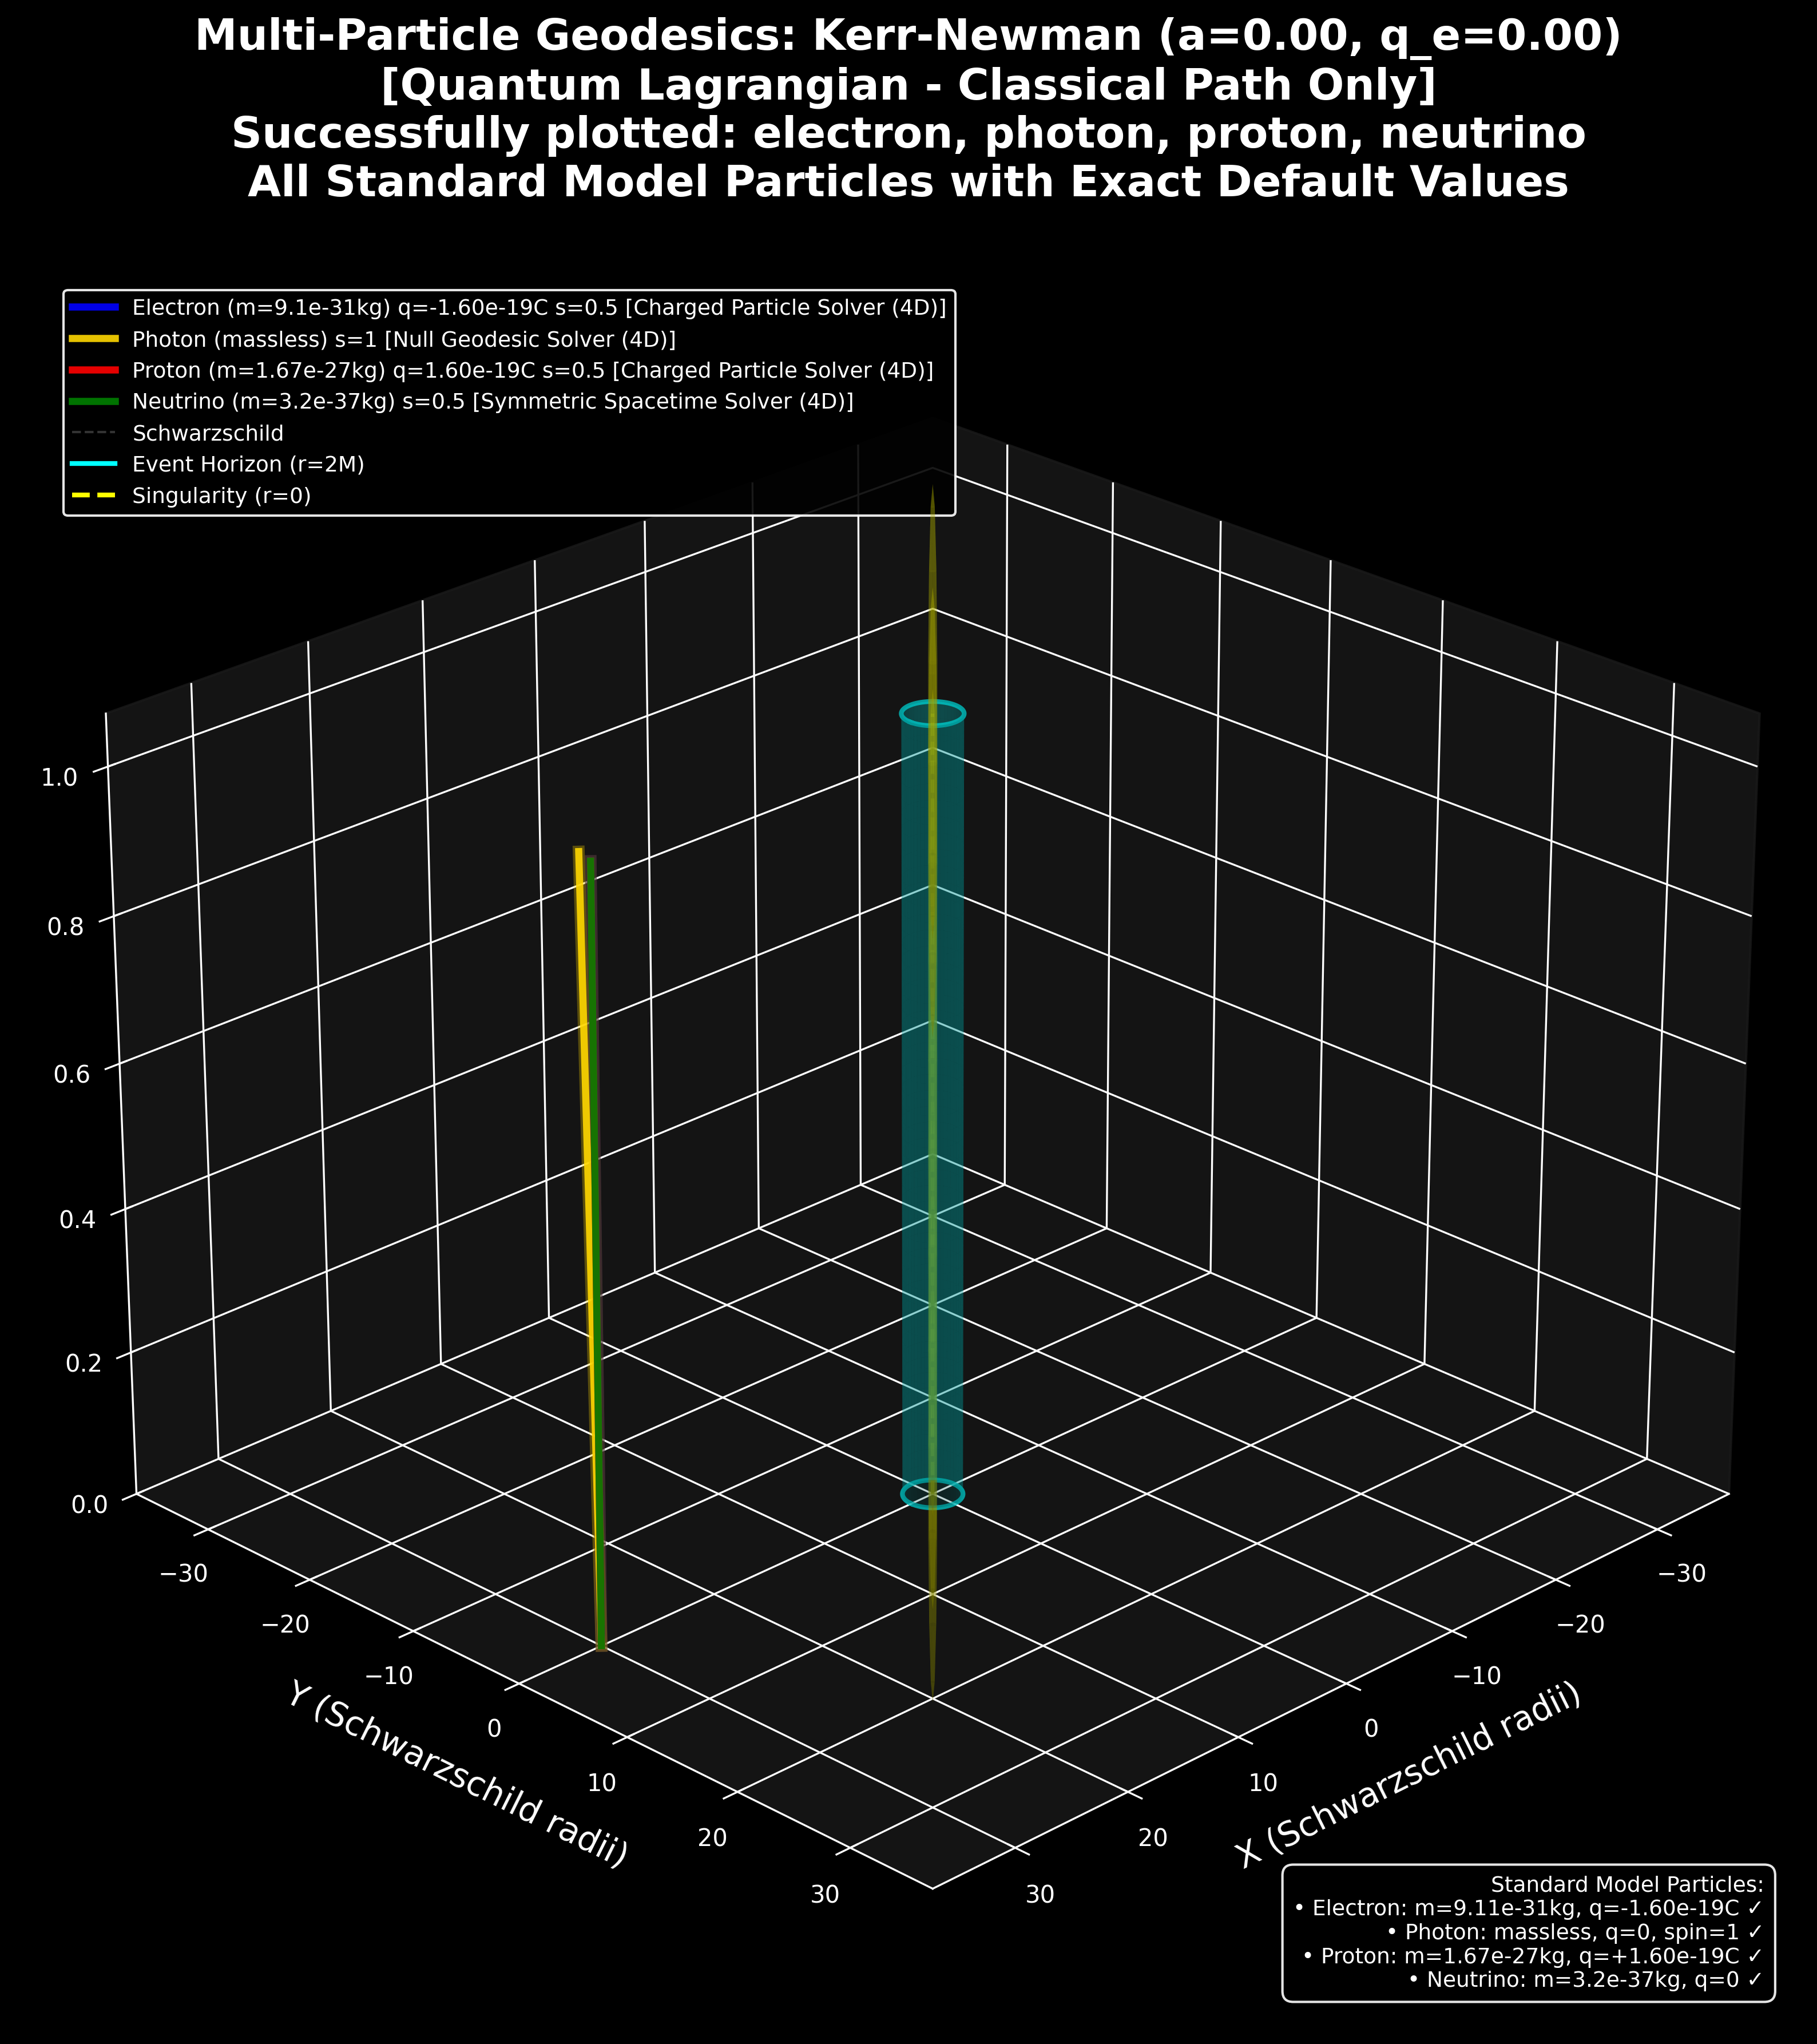 Multi-Particle Geodesics: Kerr-Newman (a=0.00, q_e=0.00)
[Quantum Lagrangian - Classical Path Only]
Successfully plotted: electron, photon, proton, neutrino
All Standard Model Particles with Exact Default Values
Electron (m=9.1e-31kg) q=-1.60e-19C s=0.5 [Charged Particle Solver (4D)]
Photon (massless) s=1 [Null Geodesic Solver (4D)]
Proton (m=1.67e-27kg) q=1.60e-19C s=0.5 [Charged Particle Solver (4D)]
Neutrino (m=3.2e-37kg) s=0.5 [Symmetric Spacetime Solver (4D)]
Schwarzschild
Event Horizon (r=2M)
Singularity (r=0)
1.0
0.8
0.6
0.4
0.2
0.0
−30
−20
−10
0
10
20
30
Y (Schwarzschild radii)
−30
−20
−10
0
10
20
30
X (Schwarzschild radii)
Standard Model Particles:
• Electron: m=9.11e-31kg, q=-1.60e-19C ✓
• Photon: massless, q=0, spin=1 ✓
• Proton: m=1.67e-27kg, q=+1.60e-19C ✓
• Neutrino: m=3.2e-37kg, q=0 ✓